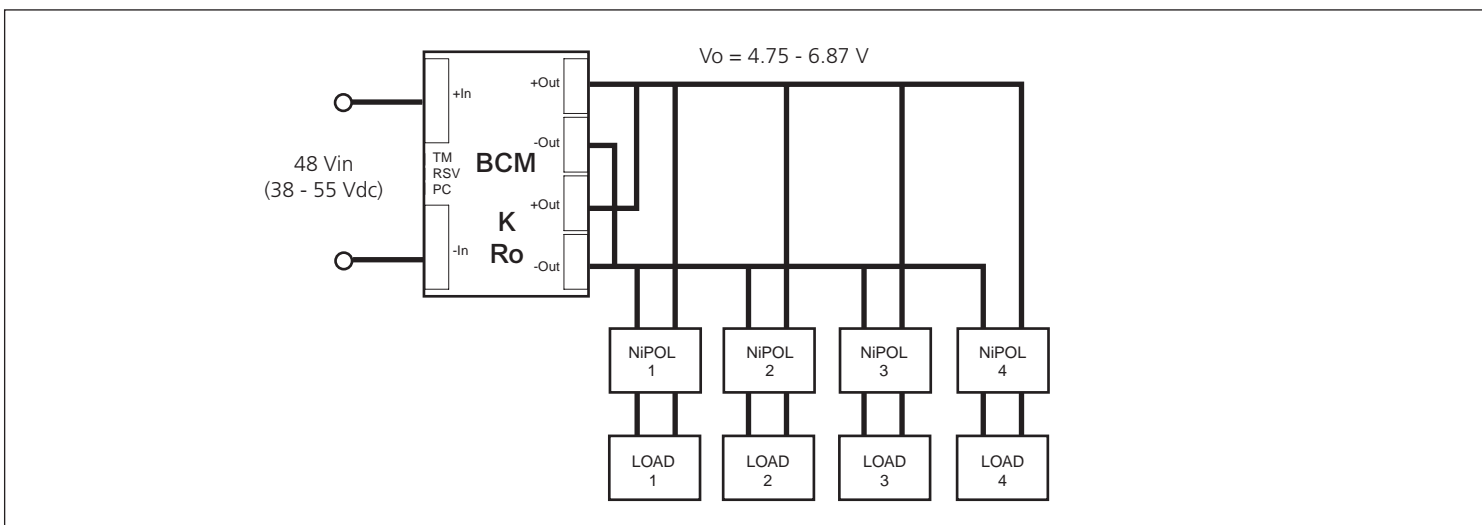 Vo = 4.75 - 6.87 V
+Out
+In
-Out
TM
RSV
PC
BCM
48 Vin
(38 - 55 Vdc)
+Out
K
Ro
-In
-Out
NiPOL
1
NiPOL
2
NiPOL
3
NiPOL
4
LOAD
1
LOAD
2
LOAD
3
LOAD
4